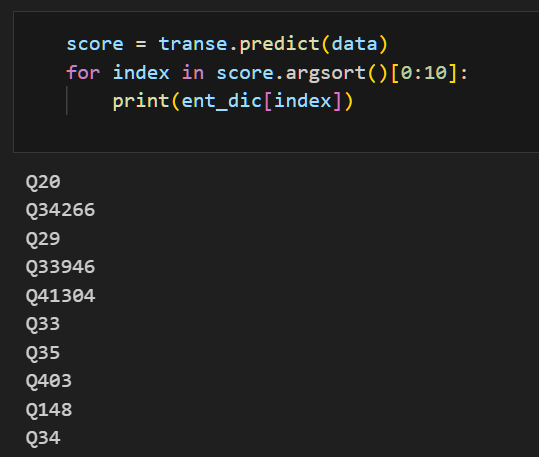 score = transe.predict(data)
for index in score.argsort()[0:10]:
    print(ent_dic[index])
Q20
Q34266
Q29
Q33946
Q41304
Q33
Q35
Q403
Q148
Q34